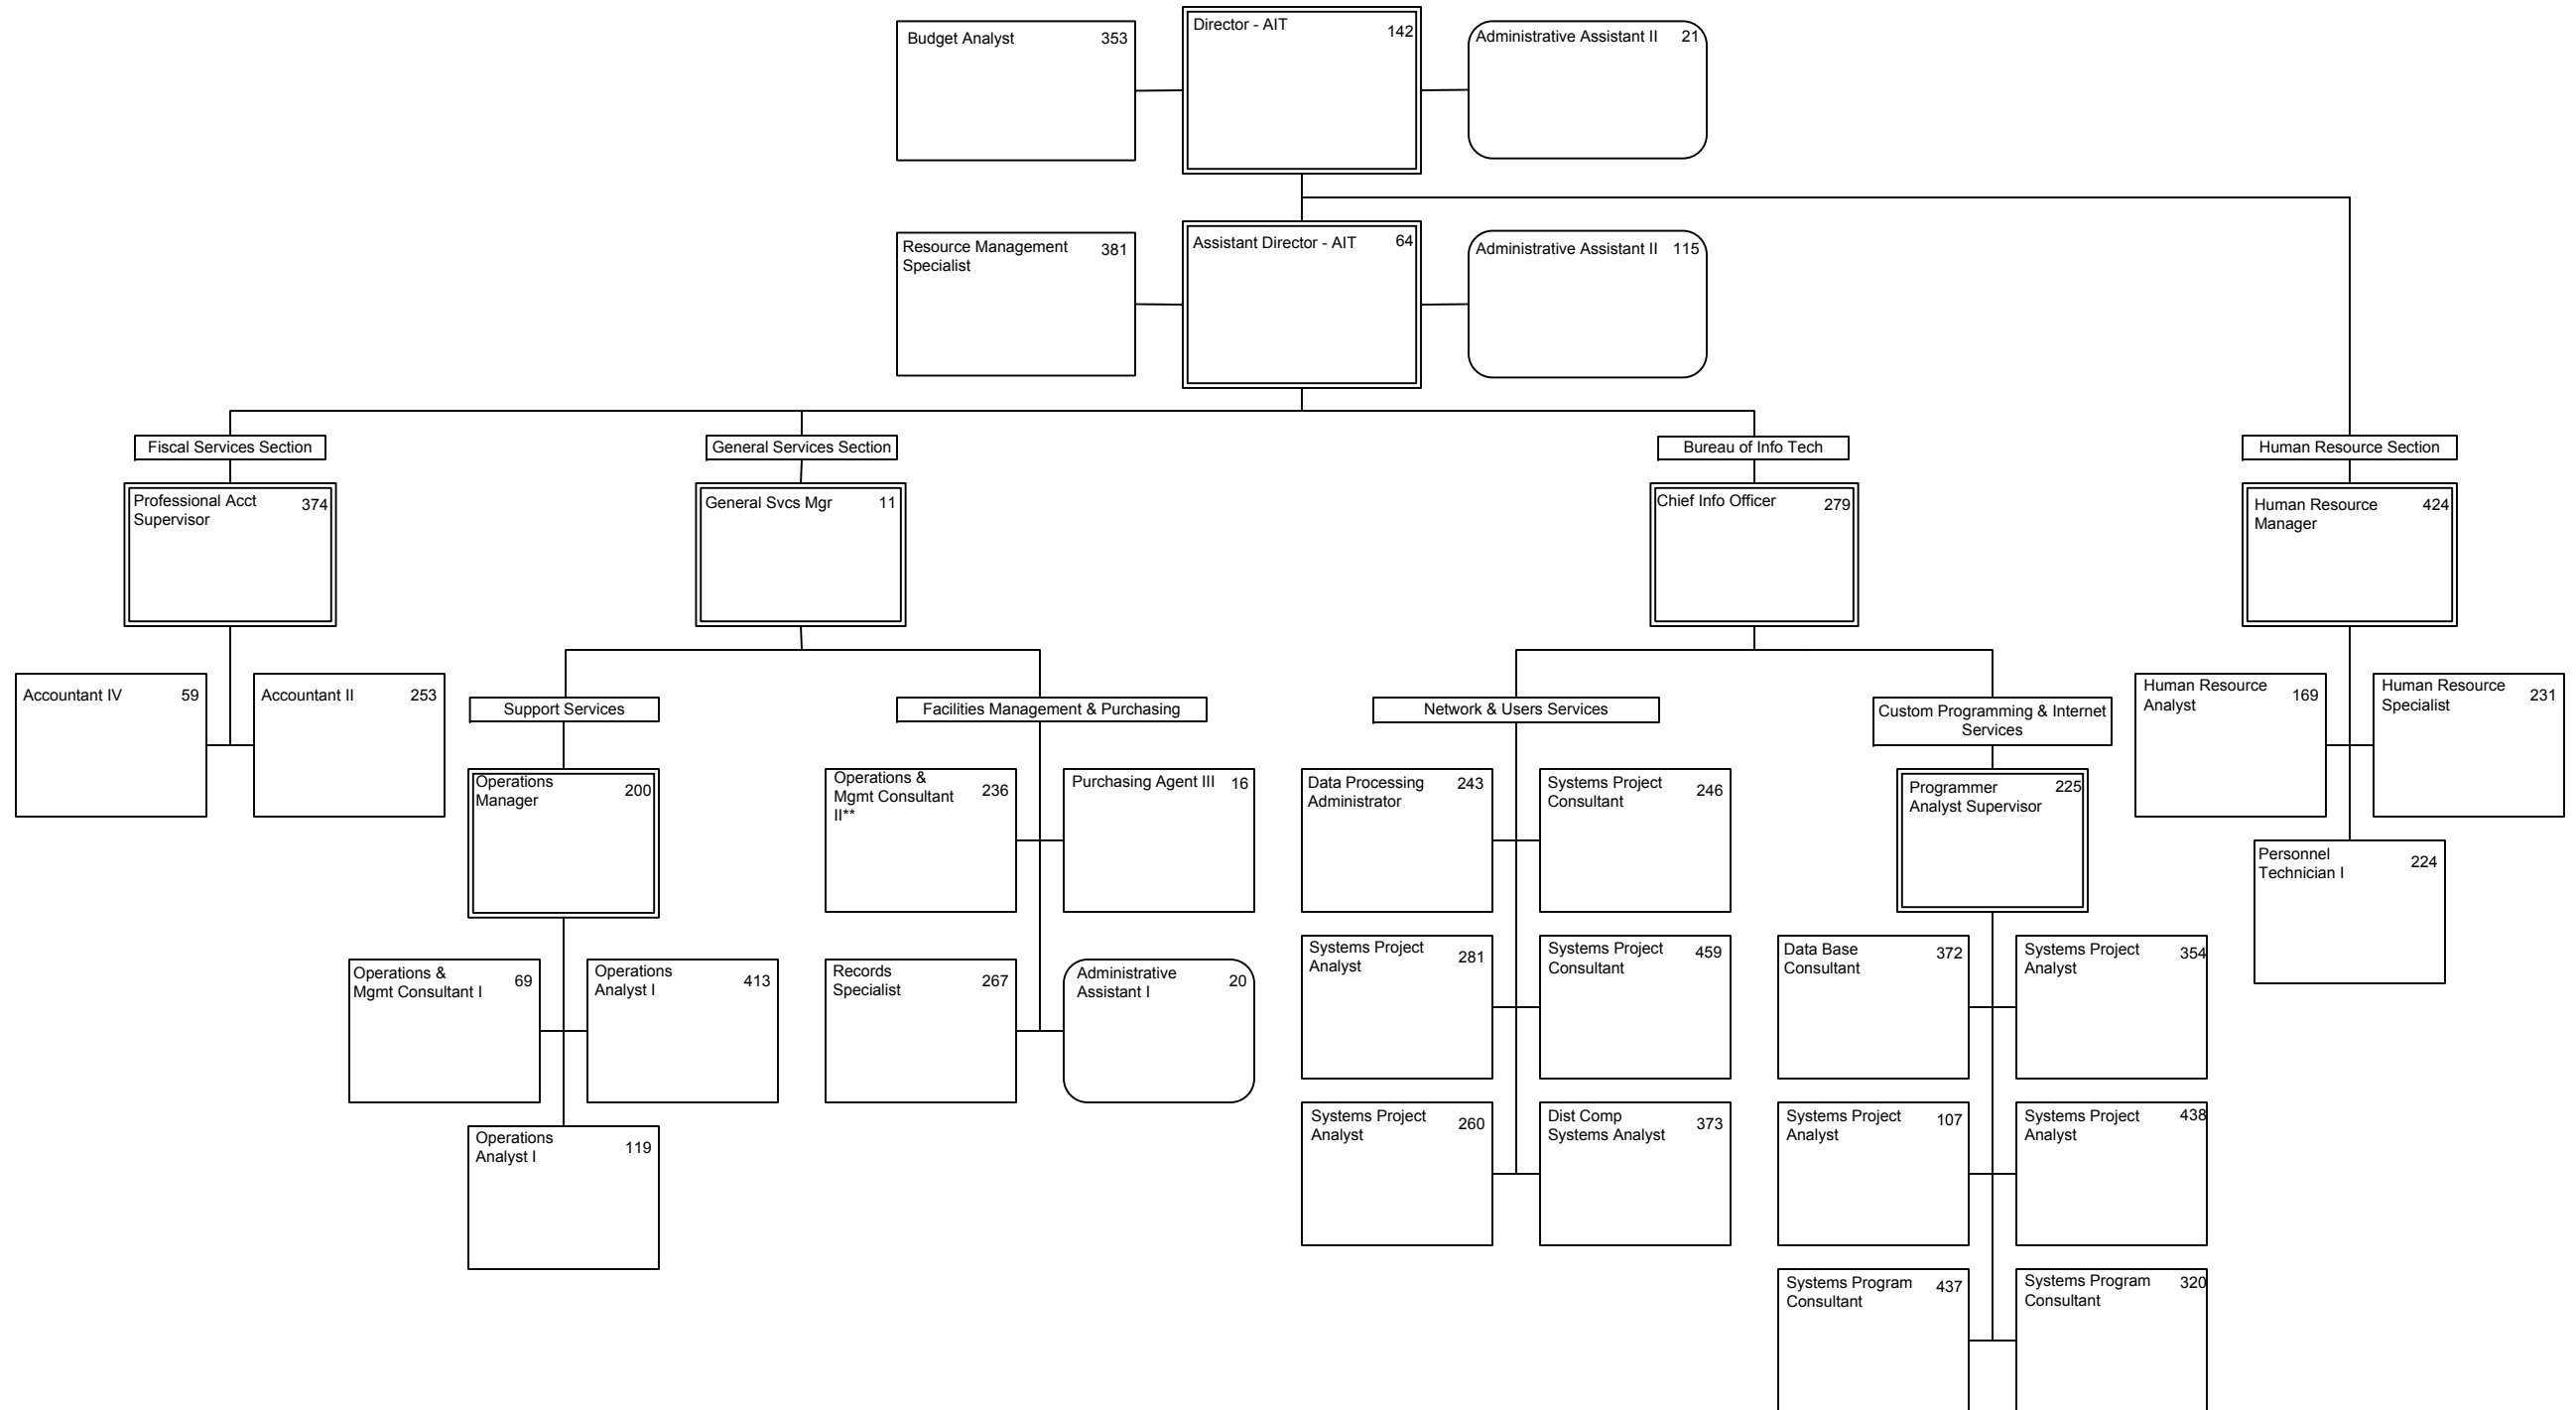 Budget Analyst 353
Director - AIT 142
Administrative Assistant II 21
Resource Management 381
Specialist
Assistant Director - AIT 64
Administrative Assistant II 115
Fiscal Services Section
General Services Section
Bureau of Info Tech
Human Resource Section
Professional Acct 374
Supervisor
General Svcs Mgr 11
Chief Info Officer 279
Human Resource 424
Manager
Accountant IV 59
Accountant II 253
Support Services
Facilities Management & Purchasing
Network & Users Services
Custom Programming & Internet
Services
Human Resource 169
Analyst
Human Resource 231
Specialist
Operations 200
Manager
Operations &
Mgmt Consultant 236
II**
Purchasing Agent III 16
Data Processing 243
Administrator
Systems Project 246
Consultant
Programmer 225
Analyst Supervisor
Personnel 224
Technician I
Operations & 69
Mgmt Consultant I
Operations 413
Analyst I
Records 267
Specialist
Administrative 20
Assistant I
Systems Project 281
Analyst
Systems Project 459
Consultant
Data Base 372
Consultant
Systems Project 354
Analyst
Operations 119
Analyst I
Systems Project 260
Analyst
Dist Comp 373
Systems Analyst
Systems Project 107
Analyst
Systems Project 438
Analyst
Systems Program 437
Consultant
Systems Program 320
Consultant